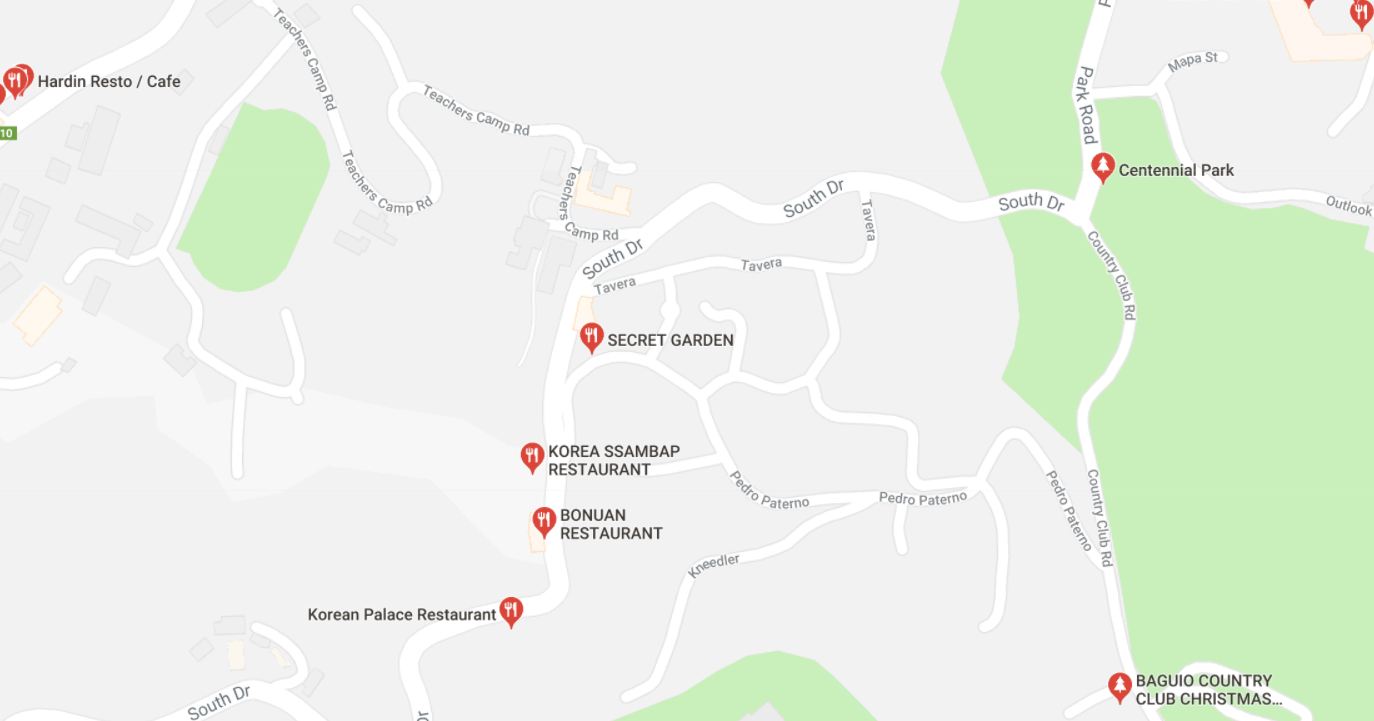 Teachers Camp Rd
Mapa St
Hardin Resto / Cafe
Park Road
Teachers Camp Rd
10
Centennial Park
Teachers Camp Rd
Teachers
Camp Rd
South Dr
South Dr
Outlook
Tavera
South Dr
Country Club Rd
Tavera
Tavera
SECRET GARDEN
KOREA SSAMBAP
RESTAURANT
Pedro Paterno
Pedro Paterno
Pedro Paterno
Country Club Rd
BONUAN
RESTAURANT
Kneedler
Korean Palace Restaurant
South Dr
BAGUIO COUNTRY
CLUB CHRISTMAS...